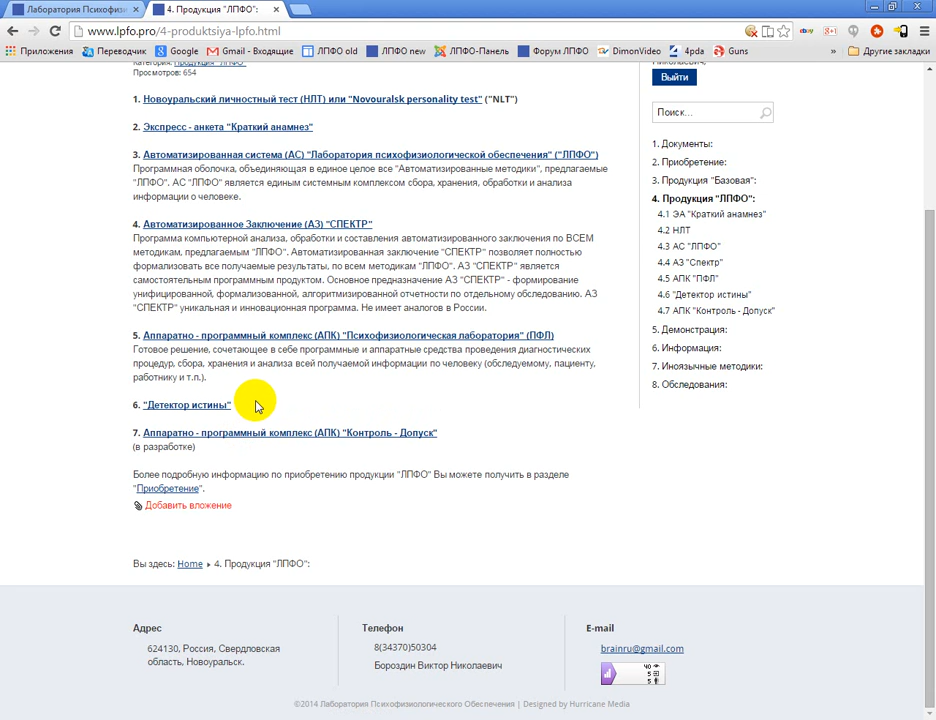 Лаборатория Психофизи
4. Продукция "ЛПФО":
www.lpfo.pro/4-produktsiya-lpfo.html
Приложения
Переводчик
Google
Gmail - Входящие
ЛПФО old
ЛПФО new
ЛПФО-Панель
Форум ЛПФО
DimonVideo
4pda
Guns
»
Другие закладки
Категория: Продукция "ЛПФО"
Просмотров: 654
1. Новоуральский личностный тест (НЛТ) или "Novouralsk personality test" ("NLT")
2. Экспресс - анкета "Краткий анамнез"
3. Автоматизированная система (АС) "Лаборатория психофизиологической обеспечения" ("ЛПФО")
Программная оболочка, объединяющая в единое целое все "Автоматизированные методики", предлагаемые
"ЛПФО". АС "ЛПФО" является единым системным комплексом сбора, хранения, обработки и анализа
информации о человеке.
4. Автоматизированное Заключение (АЗ) "СПЕКТР"
Программа компьютерной анализа, обработки и составления автоматизированного заключения по ВСЕМ
методикам, предлагаемым "ЛПФО". Автоматизированная заключение "СПЕКТР" позволяет полностью
формализовать все получаемые результаты, по всем методикам "ЛПФО". АЗ "СПЕКТР" является
самостоятельным программным продуктом. Основное предназначение АЗ "СПЕКТР" - формирование
унифицированной, формализованной, алгоритмизированной отчетности по отдельному обследованию. АЗ
"СПЕКТР" уникальная и инновационная программа. Не имеет аналогов в России.
5. Аппаратно - программный комплекс (АПК) "Психофизиологическая лаборатория" (ПФЛ)
Готовое решение, сочетающее в себе программные и аппаратные средства проведения диагностических
процедур, сбора, хранения и анализа всей получаемой информации по человеку (обследуемому, пациенту,
работнику и т.п.).
6. "Детектор истины"
7. Аппаратно - программный комплекс (АПК) "Контроль - Допуск"
(в разработке)
Более подробную информацию по приобретению продукции "ЛПФО" Вы можете получить в разделе
"Приобретение".
Добавить вложение
Вы здесь: Home 4. Продукция "ЛПФО":
Николаевич,
Выйти
Поиск...
1. Документы:
2. Приобретение:
3. Продукция "Базовая":
4. Продукция "ЛПФО":
4.1 ЭА "Краткий анамнез"
4.2 НЛТ
4.3 АС "ЛПФО"
4.4 АЗ "Спектр"
4.5 АПК "ПФЛ"
4.6 "Детектор истины"
4.7 АПК "Контроль - Допуск"
5. Демонстрация:
6. Информация:
7. Иноязычные методики:
8. Обследования:
Адрес
624130, Россия, Свердловская
область, Новоуральск.
Телефон
8(34370)50304
Бороздин Виктор Николаевич
E-mail
brainru@gmail.com
40
5
5
©2014 Лаборатория Психофизиологического Обеспечения | Designed by Hurricane Media